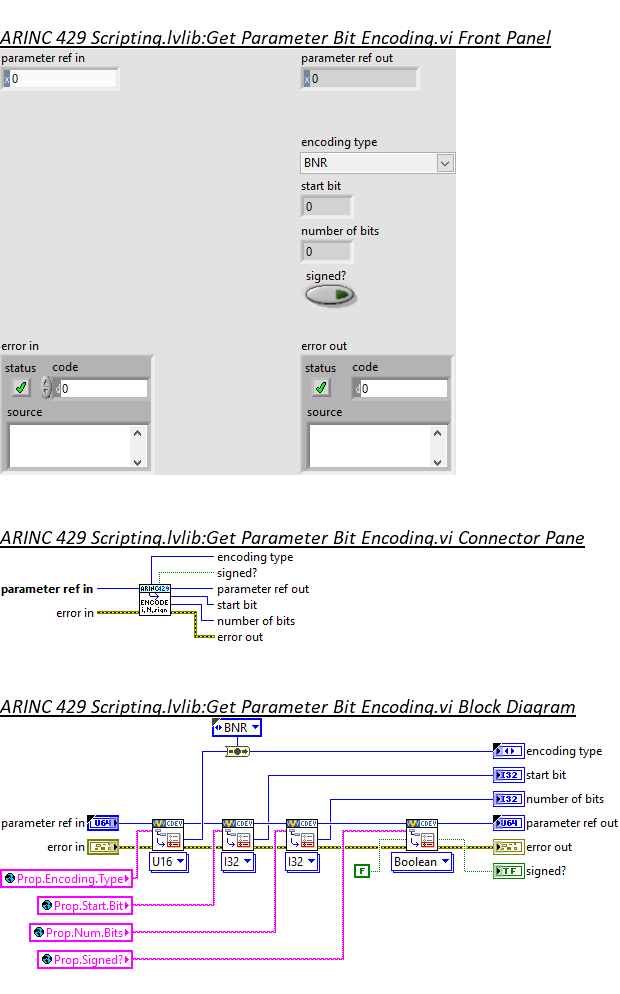 ARINC 429 Scripting.lvlib:Get Parameter Bit Encoding.vi Front Panel
parameter ref in
parameter ref out
x 0
x 0
encoding type
BNR
start bit
0
number of bits
0
signed?
error in
error out
status code
status code
d 0
d 0
source
source
ARINC 429 Scripting.lvlib:Get Parameter Bit Encoding.vi Connector Pane
encoding type
signed?
parameter ref in
parameter ref out
ARINC429
ENCODE
i,N,sign
start bit
error in
number of bits
error out
ARINC 429 Scripting.lvlib:Get Parameter Bit Encoding.vi Block Diagram
BNR
encoding type
I32
start bit
I32
number of bits
parameter ref in
U64
CDEV
CDEV
CDEV
CDEV
U64
parameter ref out
error in
error out
U16
I32
I32
Boolean
F
TF
signed?
Prop.Encoding.Type
Prop.Start.Bit
Prop.Num.Bits
Prop.Signed?